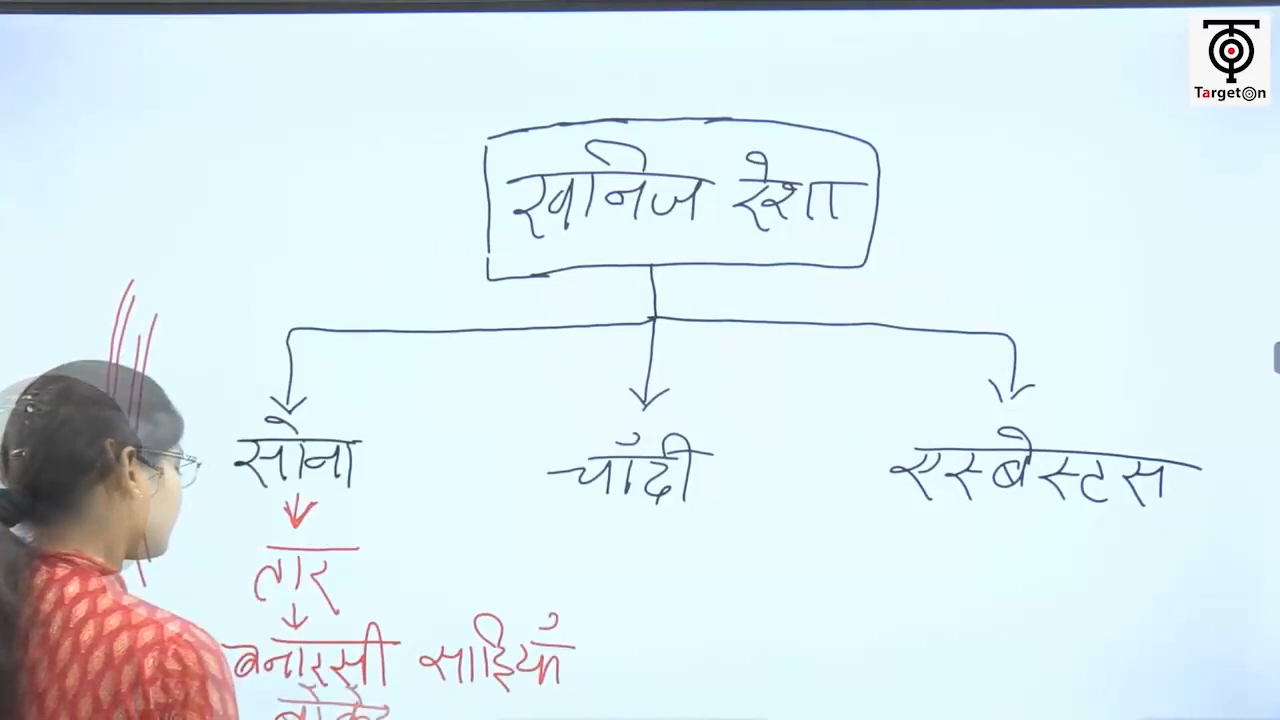 TargetOn
खनिज रेशा
सोना चाँदी एस्बेस्टस
तार
बनारसी साड़ियाँ